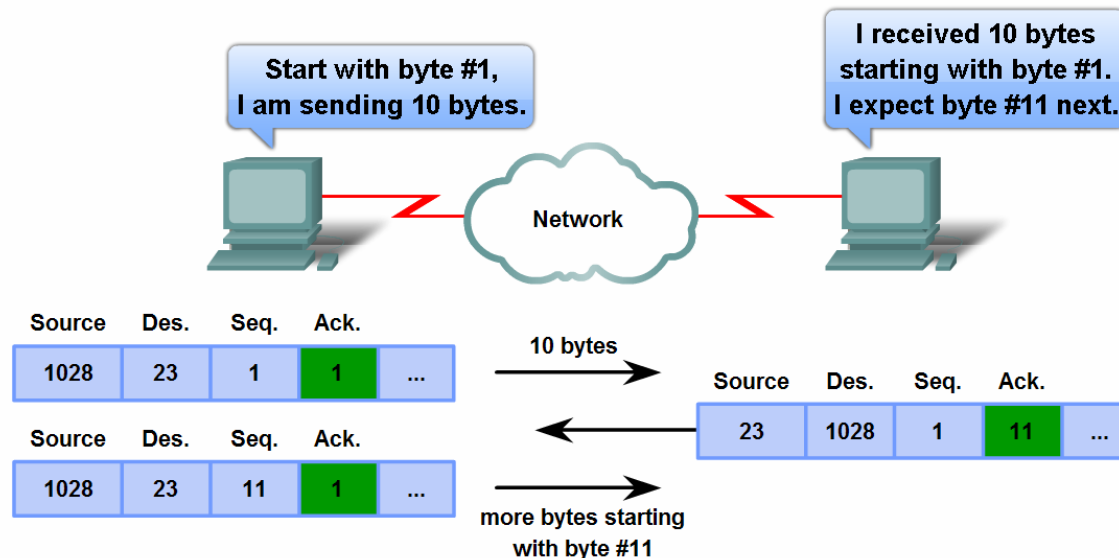 Start with byte #1,
I am sending 10 bytes.
I received 10 bytes
starting with byte #1.
I expect byte #11 next.
Network
Source Des. Seq. Ack.
1028 23 1 1 ...
10 bytes
Source Des. Seq. Ack.
23 1028 1 11 ...
Source Des. Seq. Ack.
1028 23 11 1 ...
more bytes starting
with byte #11